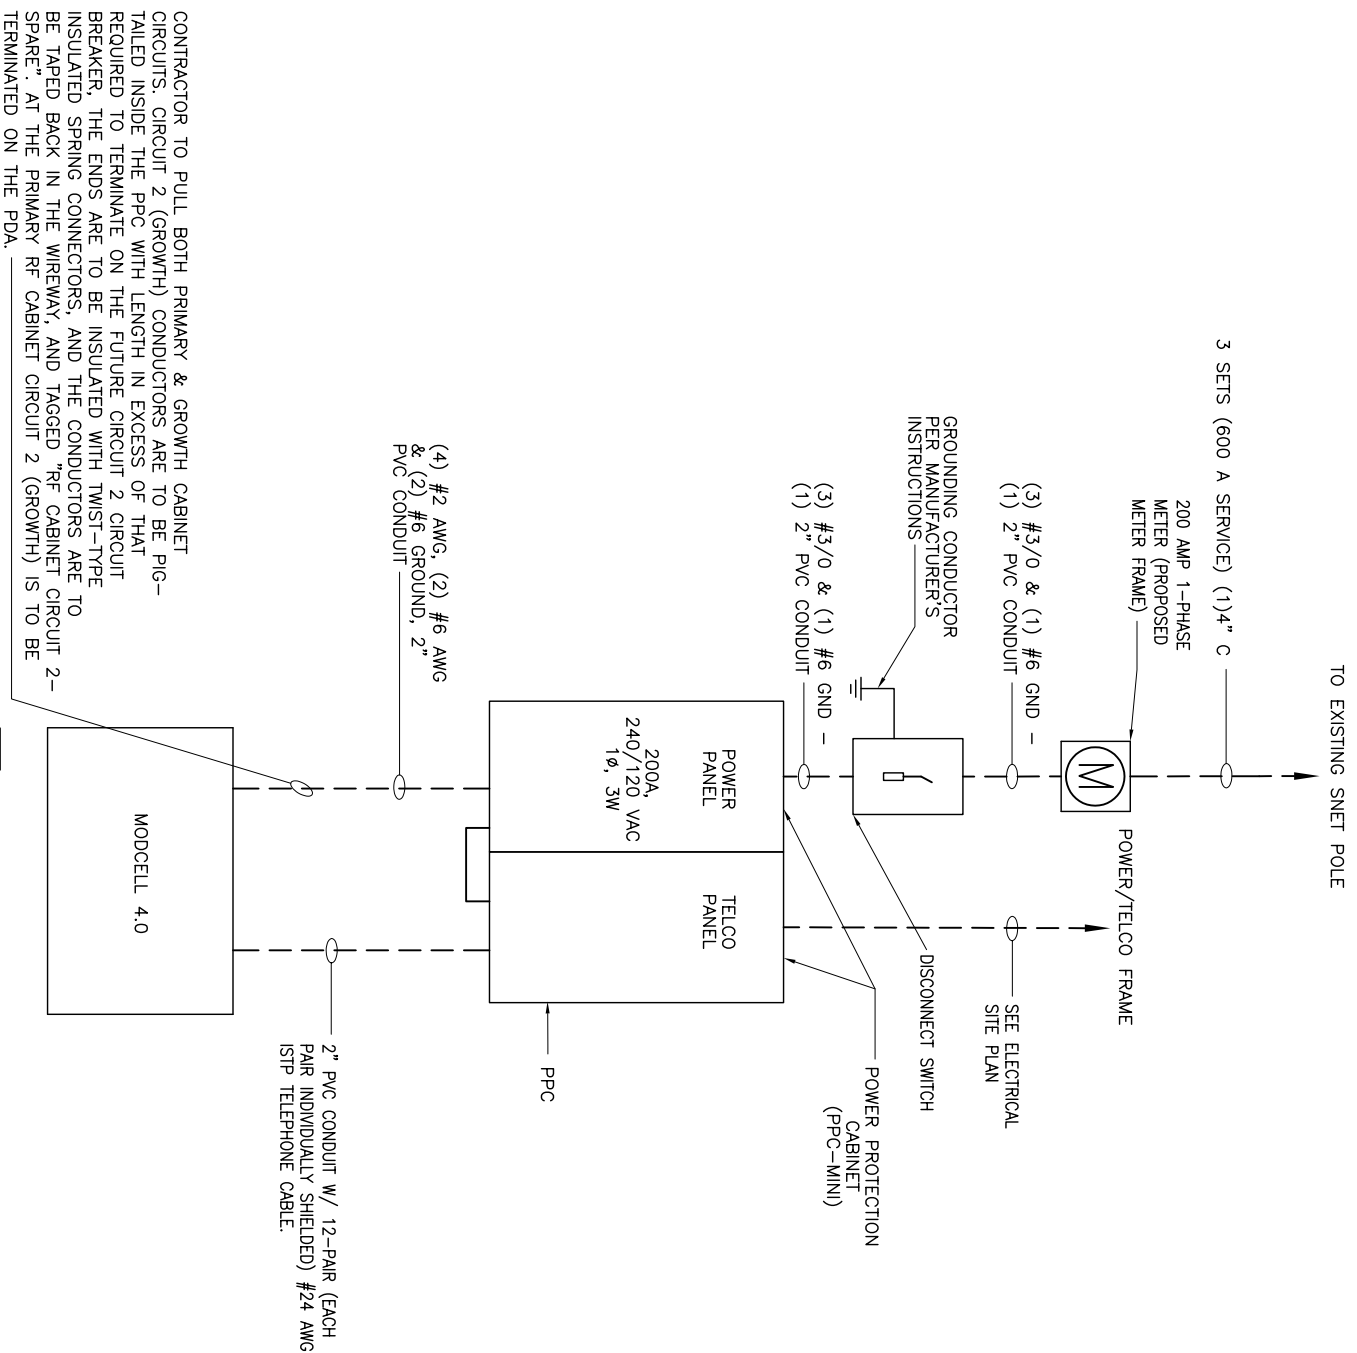 TO EXISTING SNET POLE
3 SETS (600 A SERVICE) (1)4" C
200 AMP 1-PHASE
METER (PROPOSED
METER FRAME)
M
POWER/TELCO FRAME
(3) #3/0 & (1) #6 GND -
(1) 2" PVC CONDUIT
SEE ELECTRICAL
SITE PLAN
GROUNDING CONDUCTOR
PER MANUFACTURER'S
INSTRUCTIONS
DISCONNECT SWITCH
(3) #3/0 & (1) #6 GND -
(1) 2" PVC CONDUIT
POWER PROTECTION
CABINET
(PPC-MINI)
POWER
PANEL
200A,
240/120 VAC
1ø, 3W
TELCO
PANEL
PPC
(4) #2 AWG, (2) #6 AWG
& (2) #6 GROUND, 2"
PVC CONDUIT
2" PVC CONDUIT W/ 12-PAIR (EACH
PAIR INDIVIDUALLY SHIELDED) #24 AWG
ISTP TELEPHONE CABLE.
MODCELL 4.0
CONTRACTOR TO PULL BOTH PRIMARY & GROWTH CABINET
CIRCUITS. CIRCUIT 2 (GROWTH) CONDUCTORS ARE TO BE PIG-
TAILED INSIDE THE PPC WITH LENGTH IN EXCESS OF THAT
REQUIRED TO TERMINATE ON THE FUTURE CIRCUIT 2 CIRCUIT
BREAKER, THE ENDS ARE TO BE INSULATED WITH TWIST-TYPE
INSULATED SPRING CONNECTORS, AND THE CONDUCTORS ARE TO
BE TAPED BACK IN THE WIREWAY, AND TAGGED "RF CABINET CIRCUIT 2-
SPARE". AT THE PRIMARY RF CABINET CIRCUIT 2 (GROWTH) IS TO BE
TERMINATED ON THE PDA.